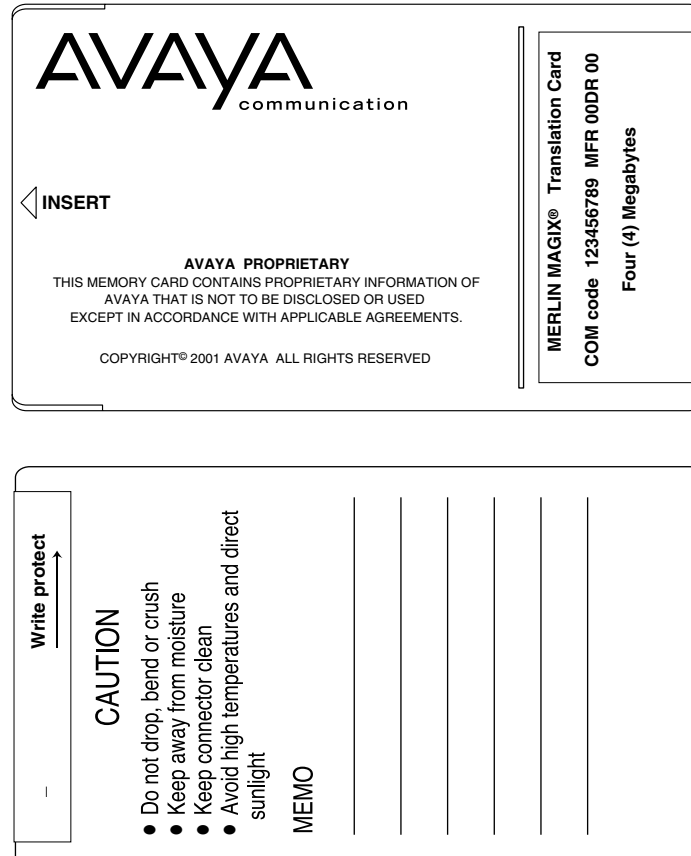 AVAYA
communication
INSERT
AVAYA PROPRIETARY
THIS MEMORY CARD CONTAINS PROPRIETARY INFORMATION OF
AVAYA THAT IS NOT TO BE DISCLOSED OR USED
EXCEPT IN ACCORDANCE WITH APPLICABLE AGREEMENTS.
COPYRIGHT© 2001 AVAYA ALL RIGHTS RESERVED
MERLIN MAGIX® Translation Card
COM code 123456789 MFR 00DR 00
Four (4) Megabytes
Write protect
CAUTION
● Do not drop, bend or crush
● Keep away from moisture
● Keep connector clean
● Avoid high temperatures and direct
sunlight
MEMO